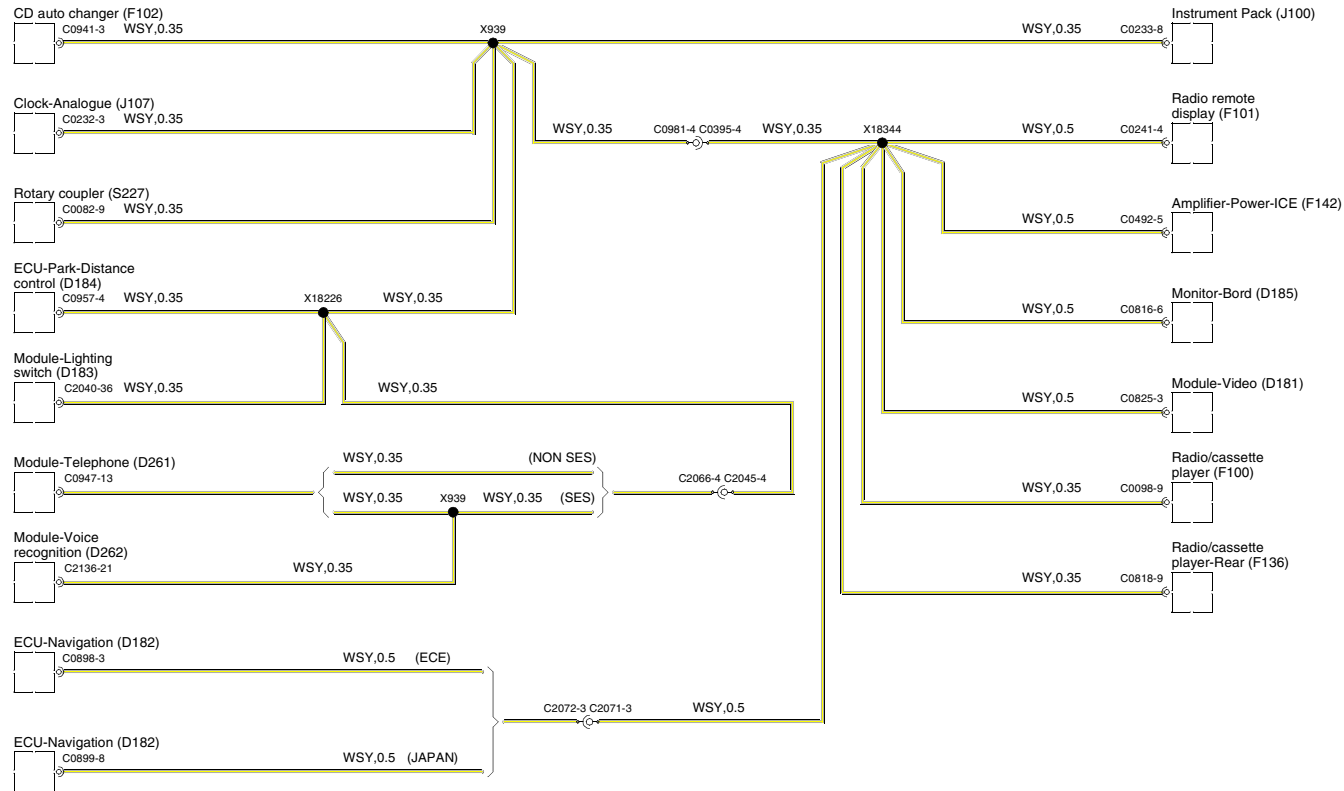 CD auto changer (F102)
C0941-3 WSY,0.35
X939
WSY,0.35 C0233-8
Instrument Pack (J100)
Clock-Analogue (J107)
C0232-3 WSY,0.35
WSY,0.35 C0981-4 C0395-4 WSY,0.35 X18344 WSY,0.5 C0241-4
Radio remote
display (F101)
Rotary coupler (S227)
C0082-9 WSY,0.35
WSY,0.5 C0492-5
Amplifier-Power-ICE (F142)
ECU-Park-Distance
control (D184)
C0957-4 WSY,0.35 X18226 WSY,0.35
WSY,0.5 C0816-6
Monitor-Bord (D185)
Module-Lighting
switch (D183)
C2040-36 WSY,0.35 WSY,0.35
WSY,0.5 C0825-3
Module-Video (D181)
Module-Telephone (D261)
C0947-13
WSY,0.35 (NON SES)
WSY,0.35 X939 WSY,0.35 (SES)
C2066-4 C2045-4
WSY,0.35 C0098-9
Radio/cassette
player (F100)
Module-Voice
recognition (D262)
C2136-21 WSY,0.35
WSY,0.35 C0818-9
Radio/cassette
player-Rear (F136)
ECU-Navigation (D182)
C0898-3 WSY,0.5 (ECE)
C2072-3 C2071-3 WSY,0.5
ECU-Navigation (D182)
C0899-8 WSY,0.5 (JAPAN)